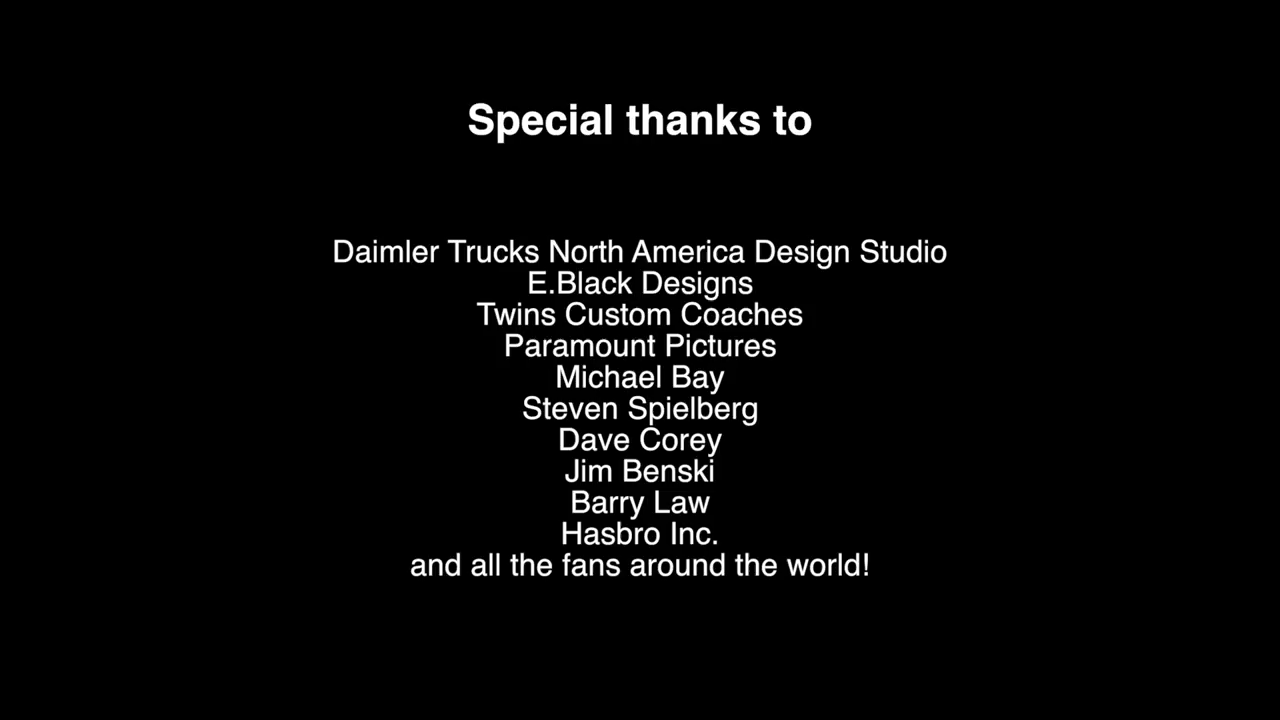 Special thanks to
Daimler Trucks North America Design Studio
E.Black Designs
Twins Custom Coaches
Paramount Pictures
Michael Bay
Steven Spielberg
Dave Corey
Jim Benski
Barry Law
Hasbro Inc.
and all the fans around the world!